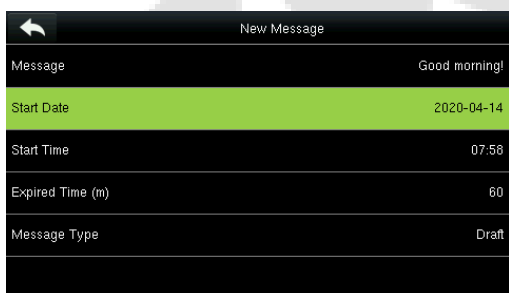 New Message
Message Good morning!
Start Date 2020-04-14
Start Time 07:58
Expired Time (m) 60
Message Type Draft